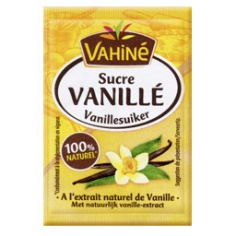 VAHINÉ
Sucre
VANILLÉ
Vanillesuiker
100%
NATUREL*
• A l'extrait naturel de Vanille •
Met natuurlijk vanille-extract